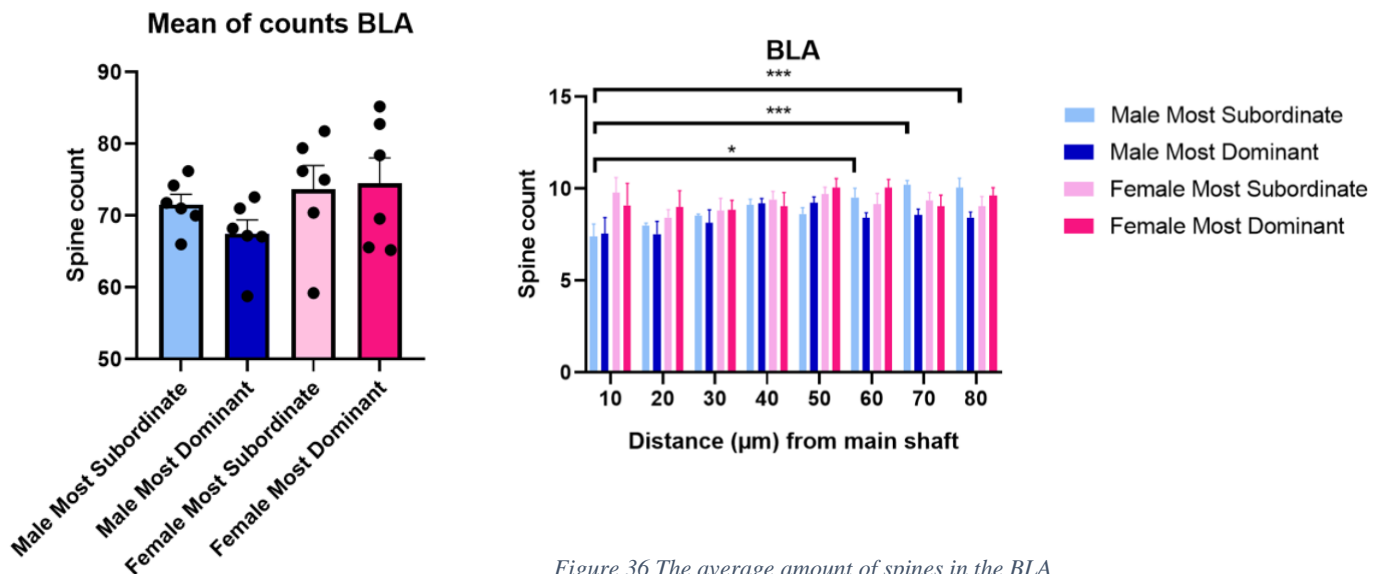 Mean of counts BLA
90
80
70
60
50
Spine count
Male Most Subordinate
Male Most Dominant
Female Most Subordinate
Female Most Dominant
BLA
***
***
*
15
10
5
0
Spine count
10 20 30 40 50 60 70 80
Distance (µm) from main shaft
Male Most Subordinate
Male Most Dominant
Female Most Subordinate
Female Most Dominant
Figure 36 The average amount of spines in the BLA